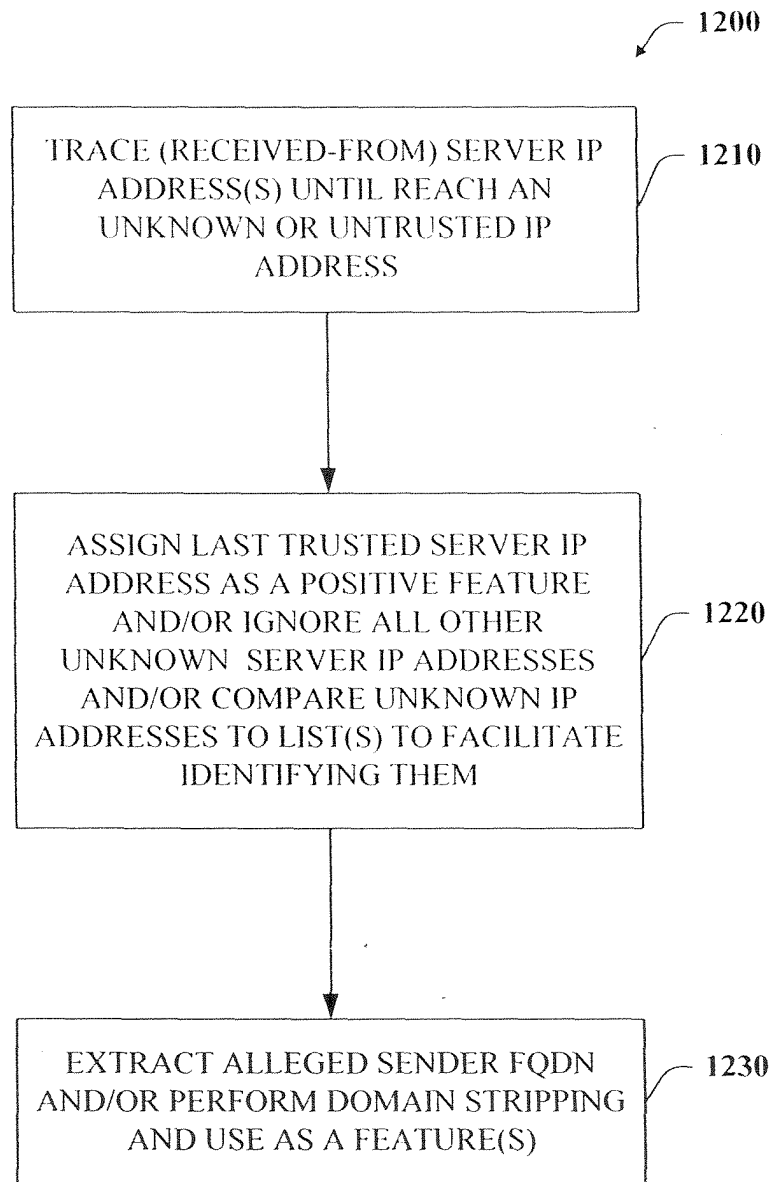 1200
TRACE (RECEIVED-FROM) SERVER IP
ADDRESS(S) UNTIL REACH AN
UNKNOWN OR UNTRUSTED IP
ADDRESS
1210
ASSIGN LAST TRUSTED SERVER IP
ADDRESS AS A POSITIVE FEATURE
AND/OR IGNORE ALL OTHER
UNKNOWN SERVER IP ADDRESSES
AND/OR COMPARE UNKNOWN IP
ADDRESSES TO LIST(S) TO FACILITATE
IDENTIFYING THEM
1220
EXTRACT ALLEGED SENDER FQDN
AND/OR PERFORM DOMAIN STRIPPING
AND USE AS A FEATURE(S)
1230